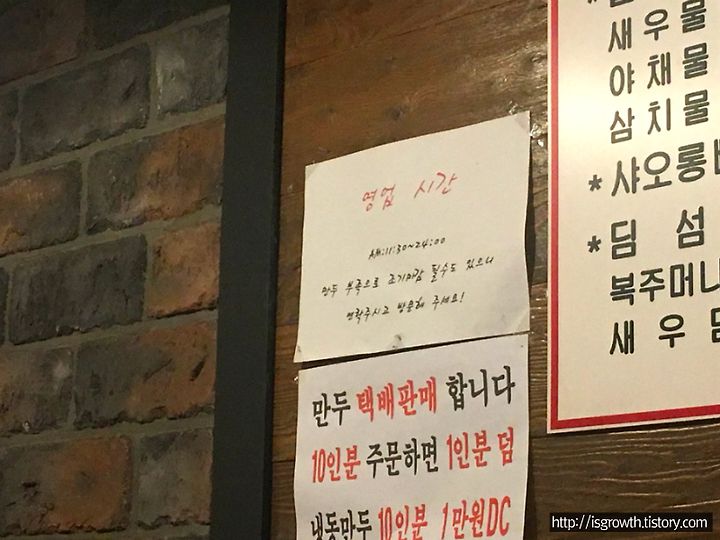 영업 시간
AM:11:30~24:00
만두 부족으로 조기마감 될수도 있으니
연락주시고 방문해 주세요!
만두 택배판매 합니다
10인분 주문하면 1인분 덤
냉동만두 10인분 1만원DC
새우물
야채물
삼치물
*샤오롱
*딤섬
복주머니
새우
http://isgrowth.tistory.com